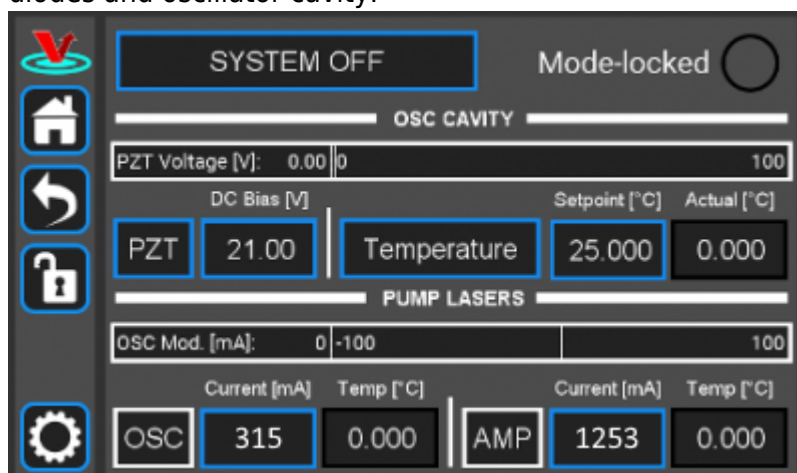 diodes and oscillator cavity.
SYSTEM OFF Mode-locked
OSC CAVITY
PZT Voltage [V]: 0.00 0 100
DC Bias [V] Setpoint [°C] Actual [°C]
PZT 21.00 Temperature 25.000 0.000
PUMP LASERS
OSC Mod. [mA]: 0 -100 100
Current [mA] Temp [°C] Current [mA] Temp [°C]
OSC 315 0.000 AMP 1253 0.000